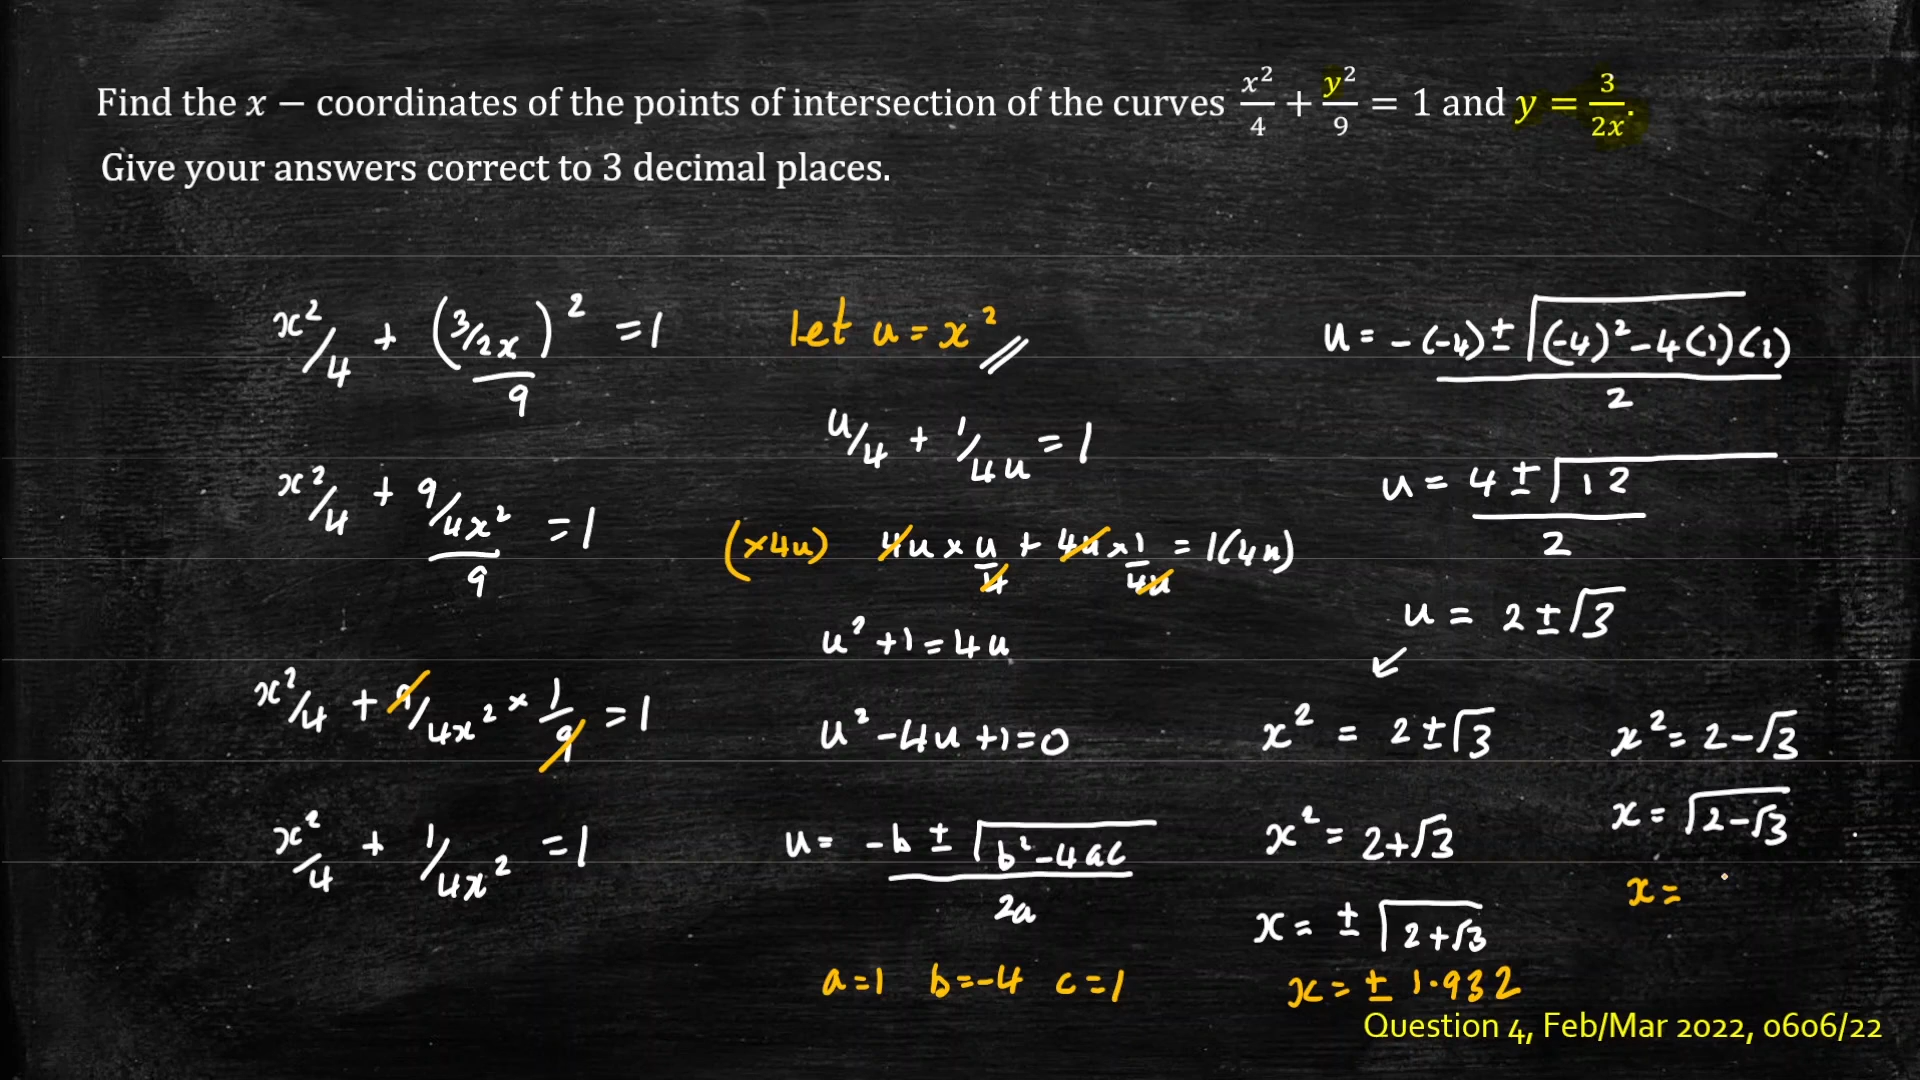 Find the x − coordinates of the points of intersection of the curves x²/4 + y²/9 = 1 and y = 3/2x.
Give your answers correct to 3 decimal places.
x²/4 + (3/2x)²/9 = 1
x²/4 + 9/4x²/9 = 1
x²/4 + 9/4x² × 1/9 = 1
x²/4 + 1/4x² = 1
let u = x²
u/4 + 1/4u = 1
(×4u) 4u × u/4 + 4u × 1/4u = 1(4u)
u² + 1 = 4u
u² - 4u + 1 = 0
u = -b ± √b² - 4ac / 2a
a = 1 b = -4 c = 1
u = -(-4) ± √(-4)² - 4(1)(1) / 2
u = 4 ± √12 / 2
u = 2 ± √3
x² = 2 ± √3
x² = 2 + √3
x = ± √2 + √3
x = ± 1.932
x² = 2 - √3
x = √2 - √3
x =
Question 4, Feb/Mar 2022, 0606/22